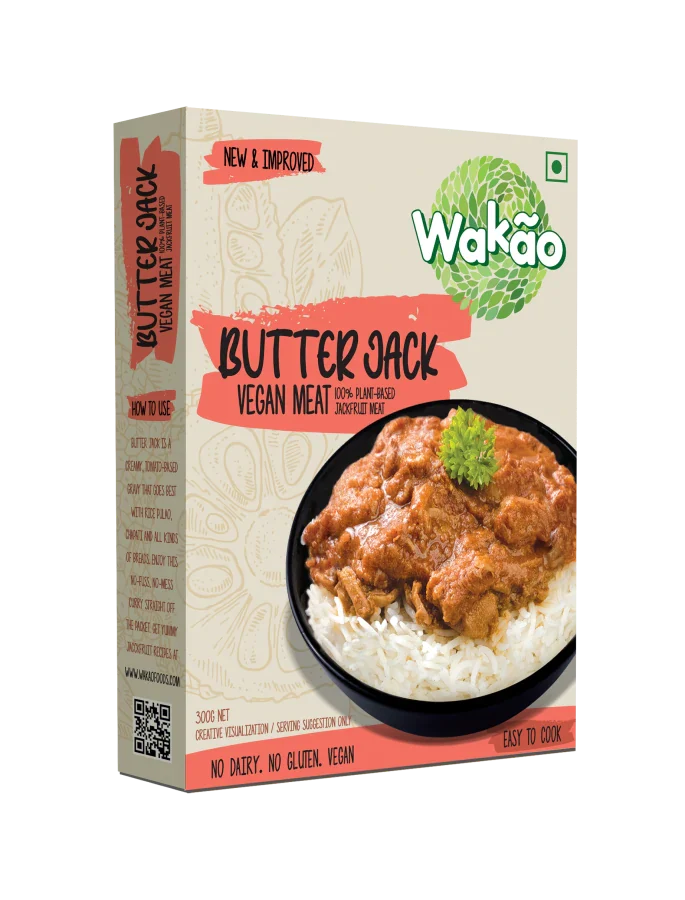 NEW & IMPROVED
Wakão
BUTTER JACK
VEGAN MEAT
100% PLANT-BASED
JACKFRUIT MEAT
300G NET
CREATIVE VISUALIZATION / SERVING SUGGESTION ONLY
NO DAIRY. NO GLUTEN. VEGAN
EASY TO COOK
BUTTER JACK
VEGAN MEAT
100% PLANT-BASED
JACKFRUIT MEAT
HOW TO USE
BUTTER JACK IS A
CREAMY, TOMATO-BASED
GRAVY THAT GOES BEST
WITH RICE PULAO,
CHAPATI AND ALL KINDS
OF BREADS. ENJOY THIS
NO-FUSS, NO-MESS
CURRY STRAIGHT OFF
THE PACKET. GET YUMMY
JACKFRUIT RECIPES AT
WWW.WAKAOFOODS.COM